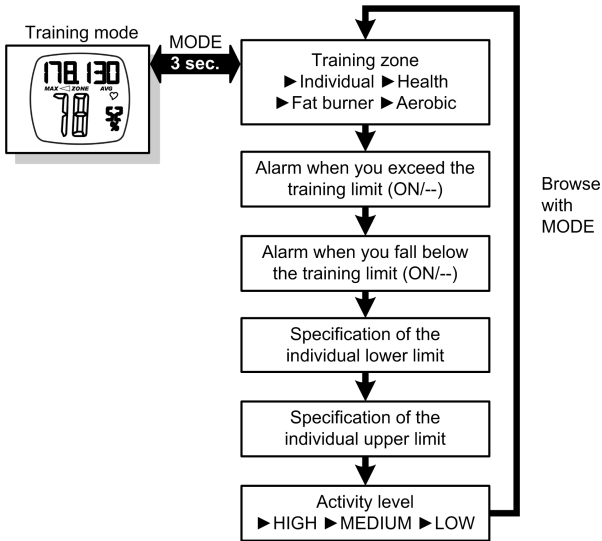 Training mode
MODE
3 sec.
178.130
MAX ZONE AVG
78
%
Training zone
►Individual ►Health
►Fat burner ►Aerobic
Alarm when you exceed the
training limit (ON/--)
Alarm when you fall below
the training limit (ON/--)
Specification of the
individual lower limit
Specification of the
individual upper limit
Activity level
►HIGH ►MEDIUM ►LOW
Browse
with
MODE